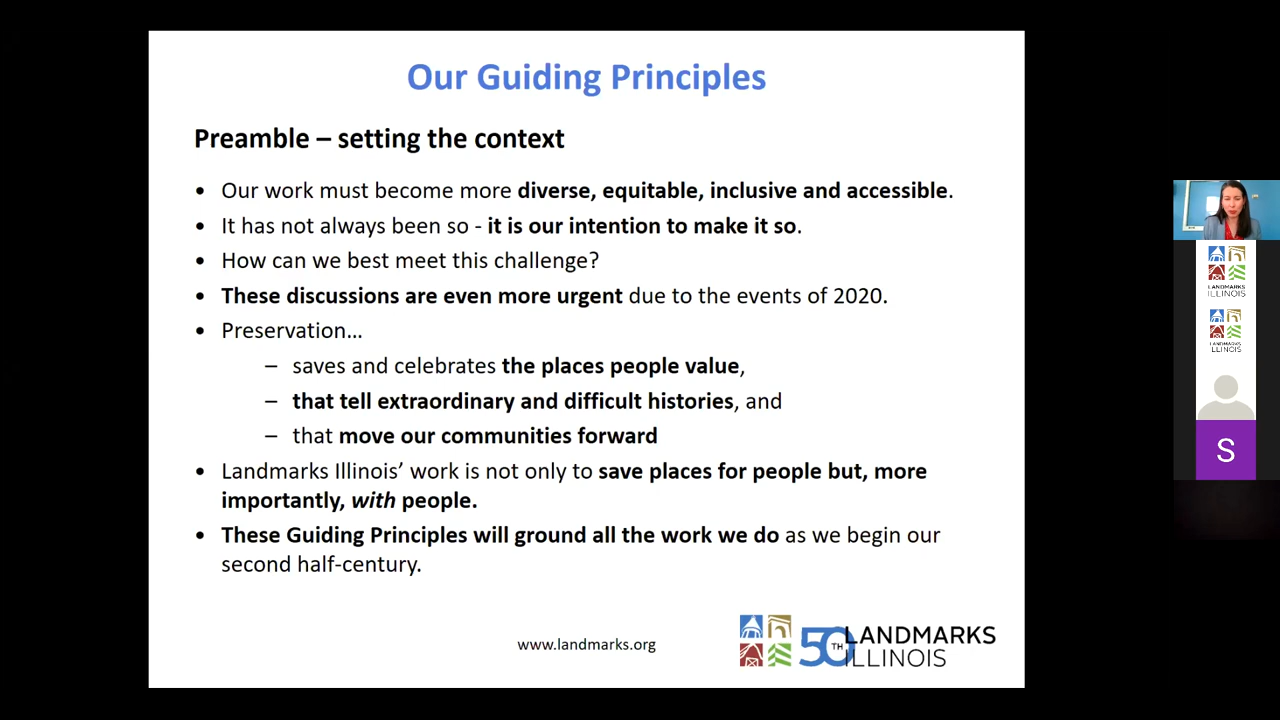 Our Guiding Principles
Preamble – setting the context
• Our work must become more diverse, equitable, inclusive and accessible.
• It has not always been so - it is our intention to make it so.
• How can we best meet this challenge?
• These discussions are even more urgent due to the events of 2020.
• Preservation…
– saves and celebrates the places people value,
– that tell extraordinary and difficult histories, and
– that move our communities forward
• Landmarks Illinois’ work is not only to save places for people but, more
importantly, with people.
• These Guiding Principles will ground all the work we do as we begin our
second half-century.
www.landmarks.org
50TH
LANDMARKS
ILLINOIS
LANDMARKS
ILLINOIS
LANDMARKS
ILLINOIS
S